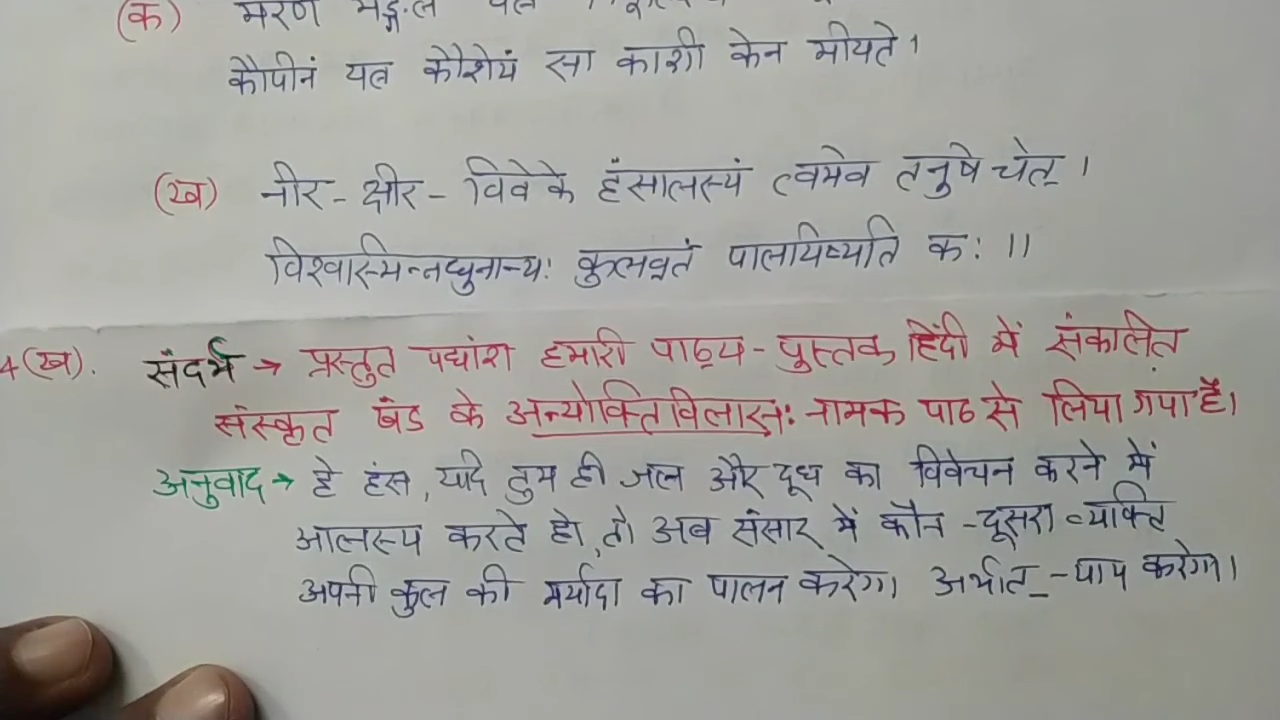 (क) मरण मङ्गलं
कौपीनं यत्र कौशेयं सा काशी केन मीयते।
(ख) नीर - क्षीर - विवेके हंसालस्यं त्वमेव तनुषे चेत्।
विश्वास्मिन्नधुनान्यः कुलव्रतं पालयिष्यति कः॥
4(ख). संदर्भ → प्रस्तुत पद्यांश हमारी पाठ्य - पुस्तक हिंदी में संकलित
संस्कृत खंड के अन्योक्तिविलासः नामक पाठ से लिया गया है।
अनुवाद → हे हंस, यदि तुम ही जल और दूध का विवेचन करने में
आलस्य करते हो, तो अब संसार में कौन - दूसरा व्यक्ति
अपनी कुल की मर्यादा का पालन करेगा। अर्थात् - करेगा।